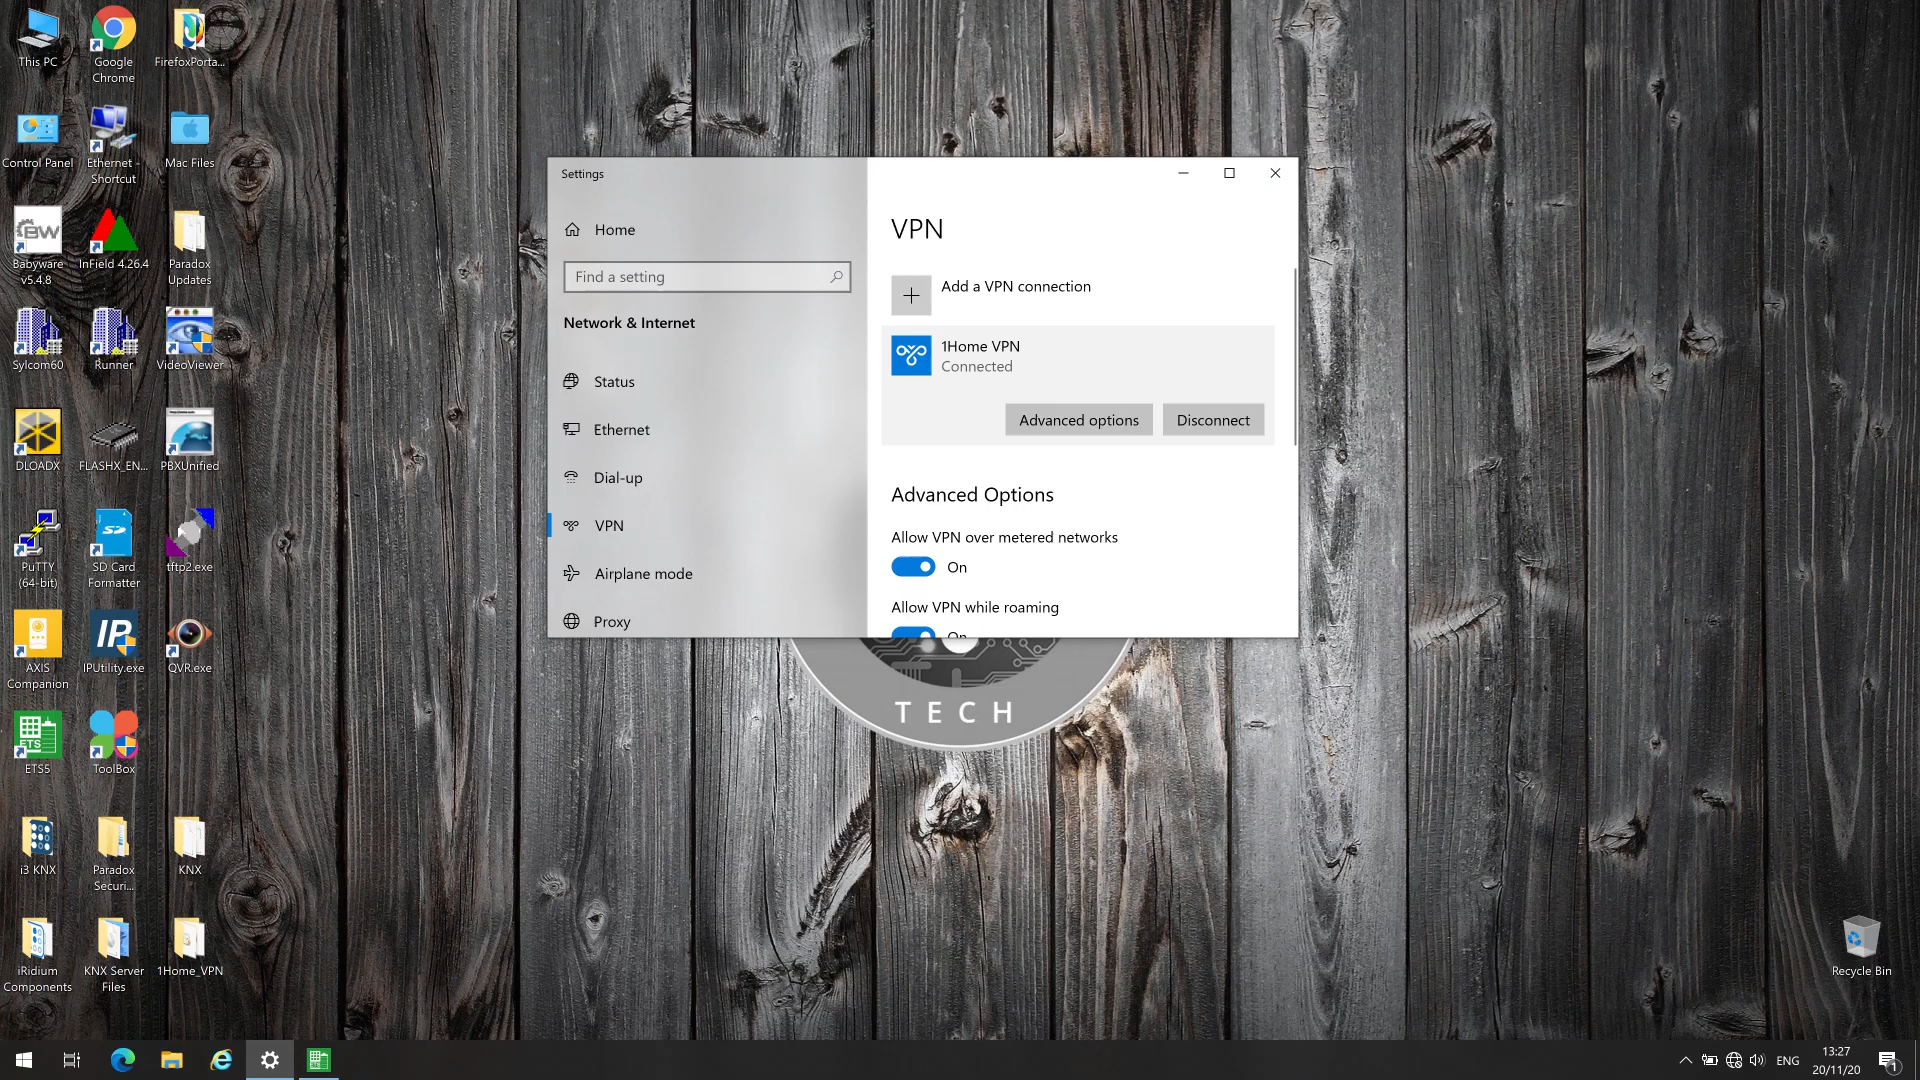 This PC
Google
Chrome
FirefoxPorta...
Control Panel
Ethernet -
Shortcut
Mac Files
BW
Babyware
v5.4.8
InField 4.26.4
Paradox
Updates
Sylcom60
Runner
VideoViewer
DLOADX
FLASHX_EN...
PBXUnified
PuTTY
(64-bit)
SD
SD Card
Formatter
tftp2.exe
AXIS
Companion
IP
IPUtility.exe
QVR.exe
ETS
ETS5
ToolBox
i3 KNX
Paradox
Securi...
KNX
iRidium
Components
KNX Server
Files
1Home_VPN
Settings
Home
Find a setting
Network & Internet
Status
Ethernet
Dial-up
VPN
Airplane mode
Proxy
VPN
Add a VPN connection
1Home VPN
Connected
Advanced options
Disconnect
Advanced Options
Allow VPN over metered networks
On
Allow VPN while roaming
On
TECH
Recycle Bin
ENG
13:27
20/11/20
1